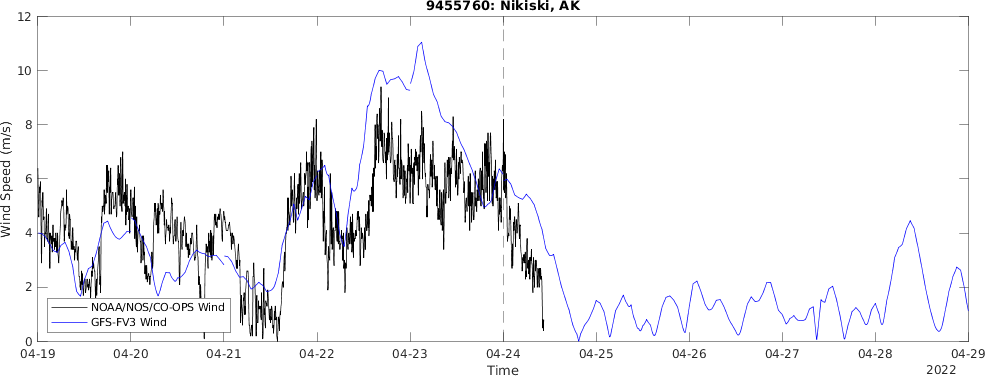 9455760: Nikiski, AK
Wind Speed (m/s)
12
10
8
6
4
2
0
NOAA/NOS/CO-OPS Wind
GFS-FV3 Wind
04-19 04-20 04-21 04-22 04-23 04-24 04-25 04-26 04-27 04-28 04-29
Time
2022